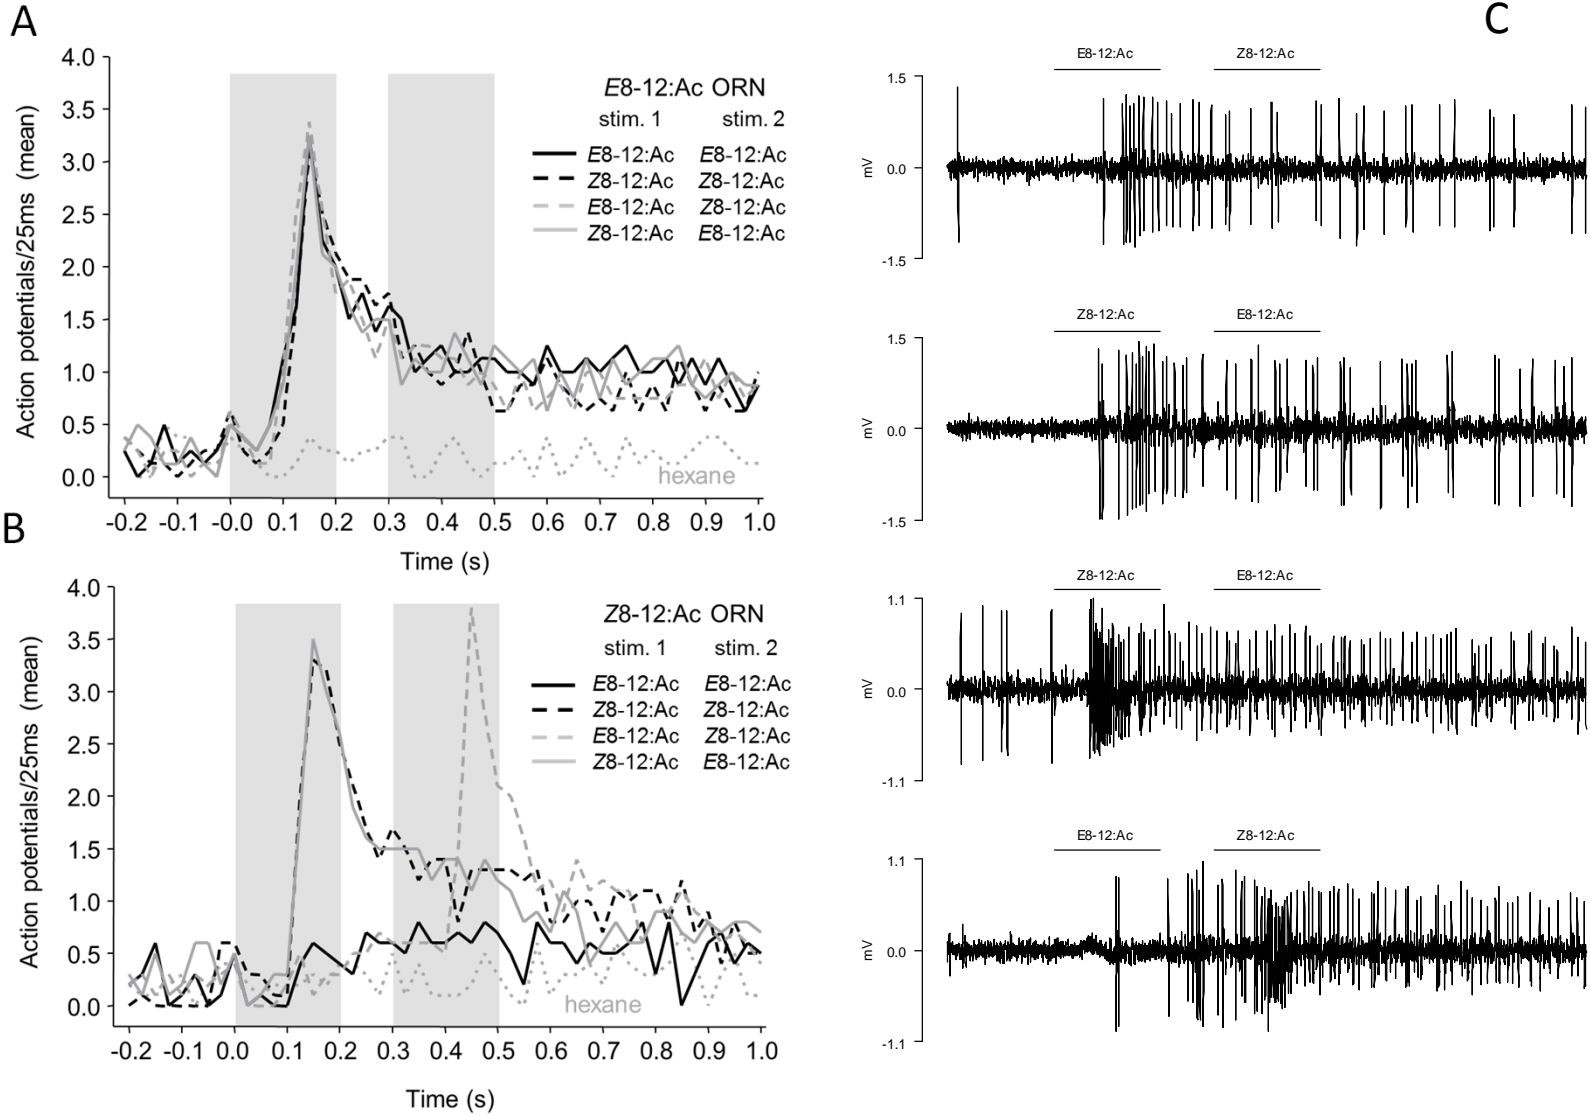 A
4.0
3.5
3.0
2.5
2.0
1.5
1.0
0.5
0.0
Action potentials/25ms (mean)
E8-12:Ac ORN
stim. 1 stim. 2
E8-12:Ac E8-12:Ac
Z8-12:Ac Z8-12:Ac
E8-12:Ac Z8-12:Ac
Z8-12:Ac E8-12:Ac
hexane
-0.2 -0.1 -0.0 0.1 0.2 0.3 0.4 0.5 0.6 0.7 0.8 0.9 1.0
Time (s)
B
4.0
3.5
3.0
2.5
2.0
1.5
1.0
0.5
0.0
Action potentials/25ms (mean)
Z8-12:Ac ORN
stim. 1 stim. 2
E8-12:Ac E8-12:Ac
Z8-12:Ac Z8-12:Ac
E8-12:Ac Z8-12:Ac
Z8-12:Ac E8-12:Ac
hexane
-0.2 -0.1 0.0 0.1 0.2 0.3 0.4 0.5 0.6 0.7 0.8 0.9 1.0
Time (s)
C
E8-12:Ac Z8-12:Ac
1.5
mV 0.0
-1.5
Z8-12:Ac E8-12:Ac
1.5
mV 0.0
-1.5
Z8-12:Ac E8-12:Ac
1.1
mV 0.0
-1.1
E8-12:Ac Z8-12:Ac
1.1
mV 0.0
-1.1